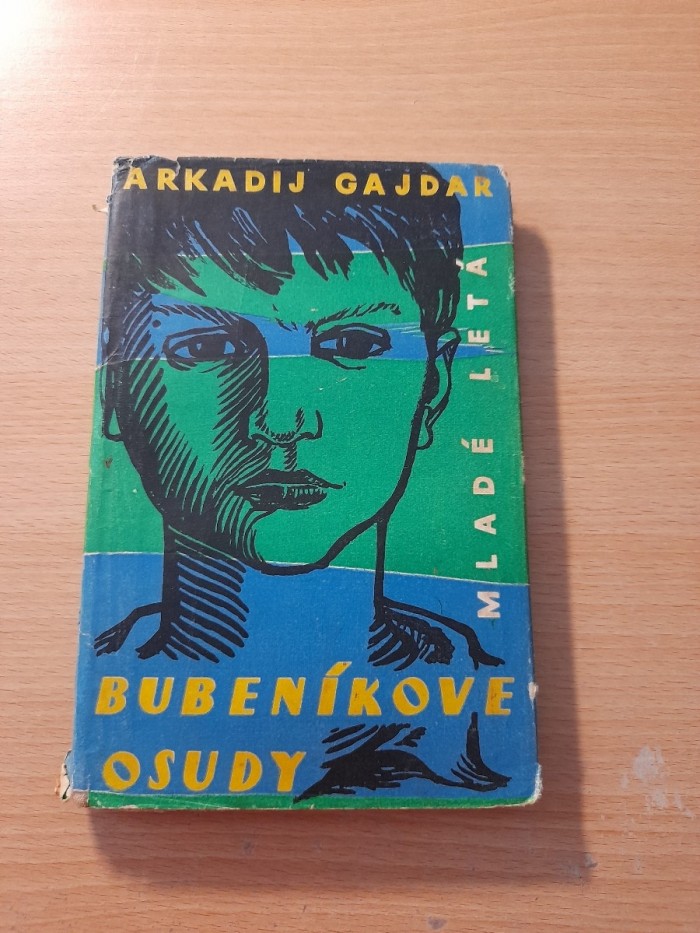 ARKADIJ GAJDAR
MLADÉ LETÁ
BUBENÍKOVE
OSUDY